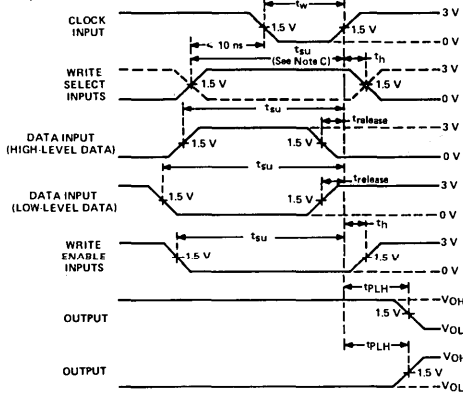 tw
CLOCK
INPUT
1.5 V
1.5 V
3 V
0 V
10 ns
tsu
(See Note C)
th
WRITE
SELECT
INPUTS
1.5 V
1.5 V
3 V
0 V
tsu
trelease
DATA INPUT
(HIGH-LEVEL DATA)
1.5 V
1.5 V
3 V
0 V
tsu
trelease
DATA INPUT
(LOW-LEVEL DATA)
1.5 V
1.5 V
3 V
0 V
tsu
th
WRITE
ENABLE
INPUTS
1.5 V
1.5 V
3 V
0 V
tPLH
OUTPUT
1.5 V
VOH
VOL
tPLH
OUTPUT
1.5 V
VOH
VOL